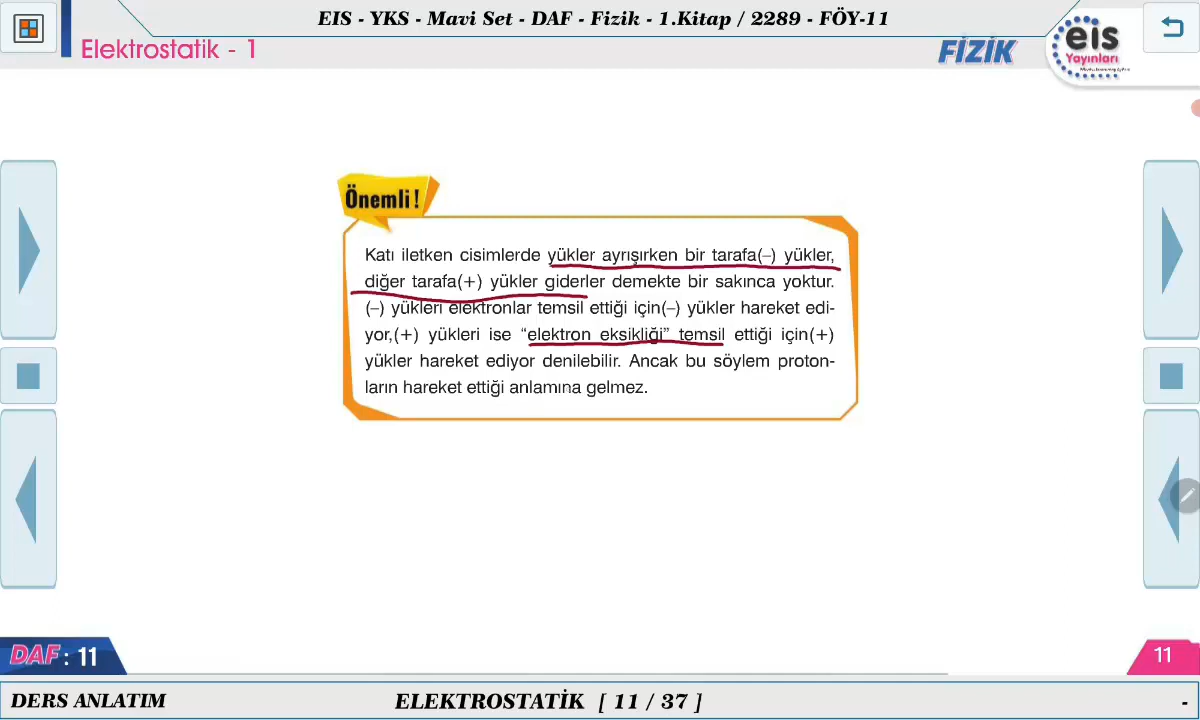 EIS - YKS - Mavi Set - DAF - Fizik - 1.Kitap / 2289 - FÖY-11
Elektrostatik - 1
FİZİK
eis
Yayınları
Önemli !
Katı iletken cisimlerde yükler ayrışırken bir tarafa(–) yükler,
diğer tarafa(+) yükler giderler demekte bir sakınca yoktur.
(–) yükleri elektronlar temsil ettiği için(–) yükler hareket edi-
yor,(+) yükleri ise “elektron eksikliği” temsil ettiği için(+)
yükler hareket ediyor denilebilir. Ancak bu söylem proton-
ların hareket ettiği anlamına gelmez.
DAF : 11
11
DERS ANLATIM
ELEKTROSTATİK [ 11 / 37 ]
-